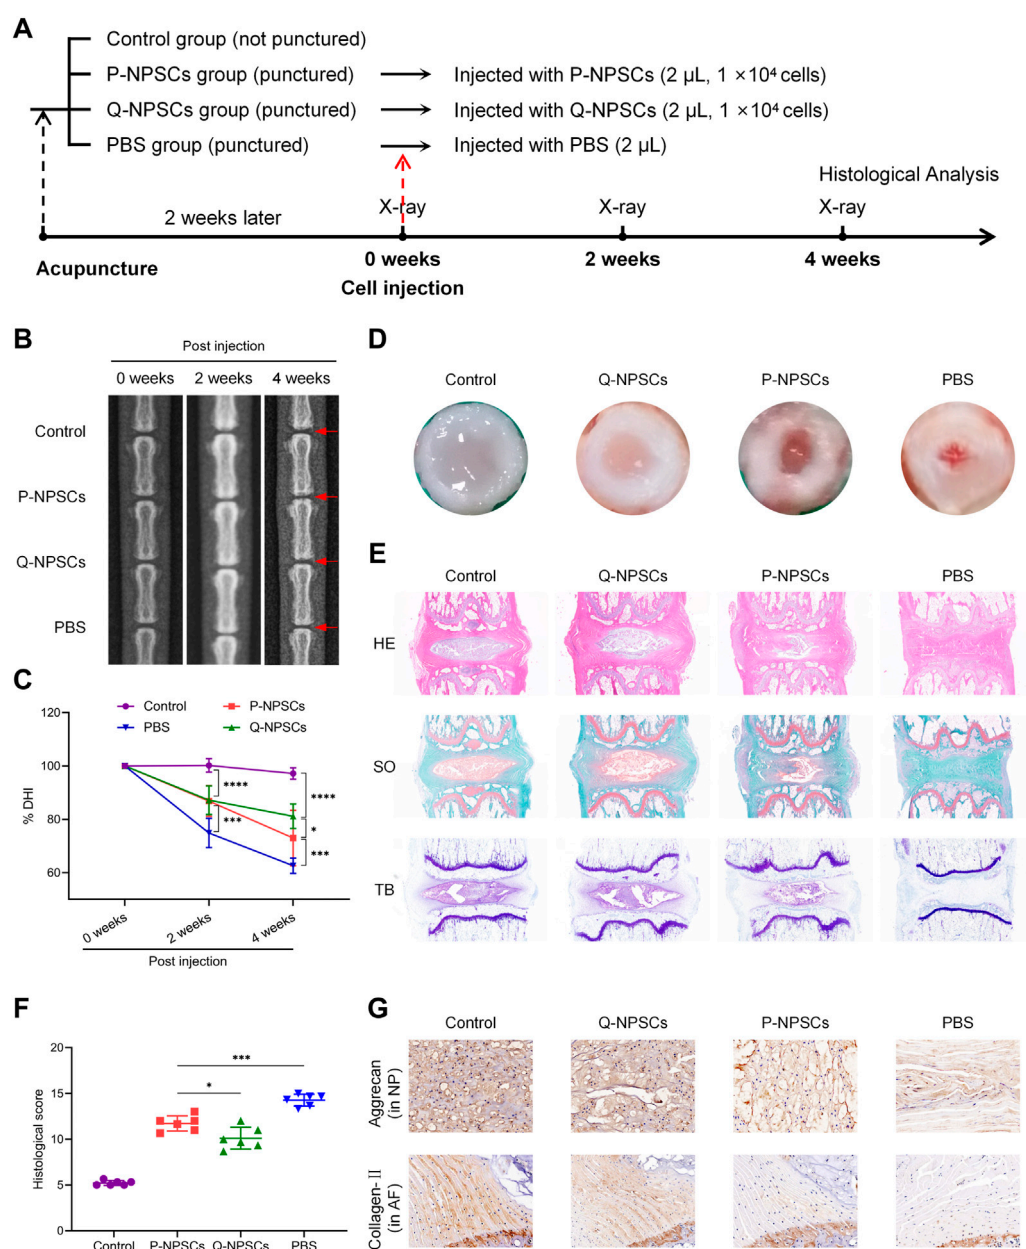 A
Control group (not punctured)
P-NPSCs group (punctured)
Injected with P-NPSCs (2 μL, 1 ×10⁴ cells)
Q-NPSCs group (punctured)
Injected with Q-NPSCs (2 μL, 1 ×10⁴ cells)
PBS group (punctured)
Injected with PBS (2 μL)
Histological Analysis
2 weeks later
X-ray
X-ray
X-ray
Acupuncture
0 weeks
2 weeks
4 weeks
Cell injection
B
Post injection
0 weeks 2 weeks 4 weeks
Control
P-NPSCs
Q-NPSCs
PBS
C
Control
P-NPSCs
PBS
Q-NPSCs
120
100
80
60
% DHI
****
***
****
*
***
0 weeks
2 weeks
4 weeks
Post injection
D
Control
Q-NPSCs
P-NPSCs
PBS
E
Control
Q-NPSCs
P-NPSCs
PBS
HE
SO
TB
F
20
15
10
5
0
Histological score
***
*
Control
P-NPSCs
Q-NPSCs
PBS
G
Control
Q-NPSCs
P-NPSCs
PBS
Aggrecan
(in NP)
Collagen-II
(in AF)